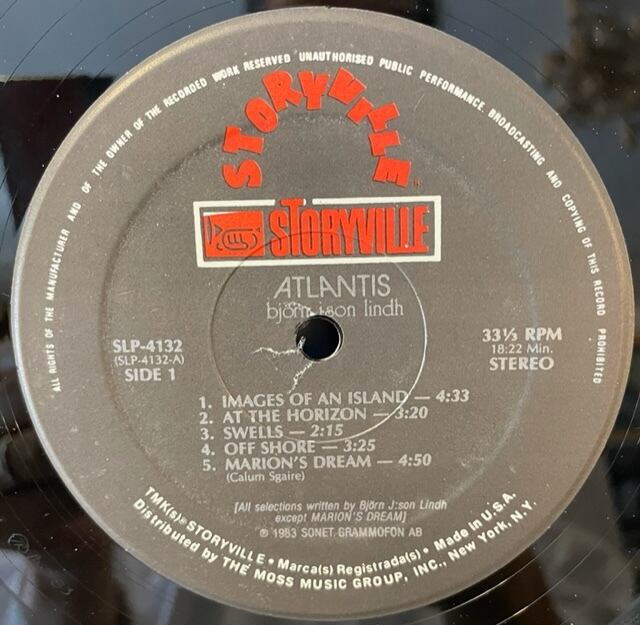 ALL RIGHTS OF THE MANUFACTURER AND OF THE OWNER OF THE RECORDED WORK RESERVED UNAUTHORISED PUBLIC PERFORMANCE BROADCASTING AND COPYING OF THIS RECORD PROHIBITED
STORYVILLE
STORYVILLE
ATLANTIS
björn j:son lindh
SLP-4132
(SLP-4132-A)
SIDE 1
33⅓ RPM
18:22 Min.
STEREO
1. IMAGES OF AN ISLAND — 4:33
2. AT THE HORIZON — 3:20
3. SWELLS — 2:15
4. OFF SHORE — 3:25
5. MARION'S DREAM — 4:50
(Calum Sgaire)
[All selections written by Björn J:son Lindh
except MARION'S DREAM]
℗ 1983 SONET GRAMMOFON AB
TMK(s)® STORYVILLE • Marca(s) Registrada(s) • Made in U.S.A.
Distributed by THE MOSS MUSIC GROUP, INC., New York, N.Y.